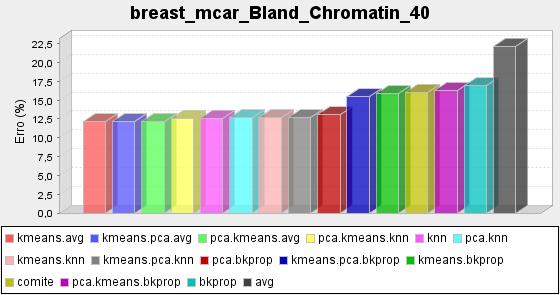 breast_mcar_Bland_Chromatin_40
22,5
20,0
17,5
15,0
12,5
10,0
7,5
5,0
2,5
0,0
Erro (%)
kmeans.avg kmeans.pca.avg pca.kmeans.avg pca.kmeans.knn knn pca.knn
kmeans.knn kmeans.pca.knn pca.bkprop kmeans.pca.bkprop kmeans.bkprop
comite pca.kmeans.bkprop bkprop avg